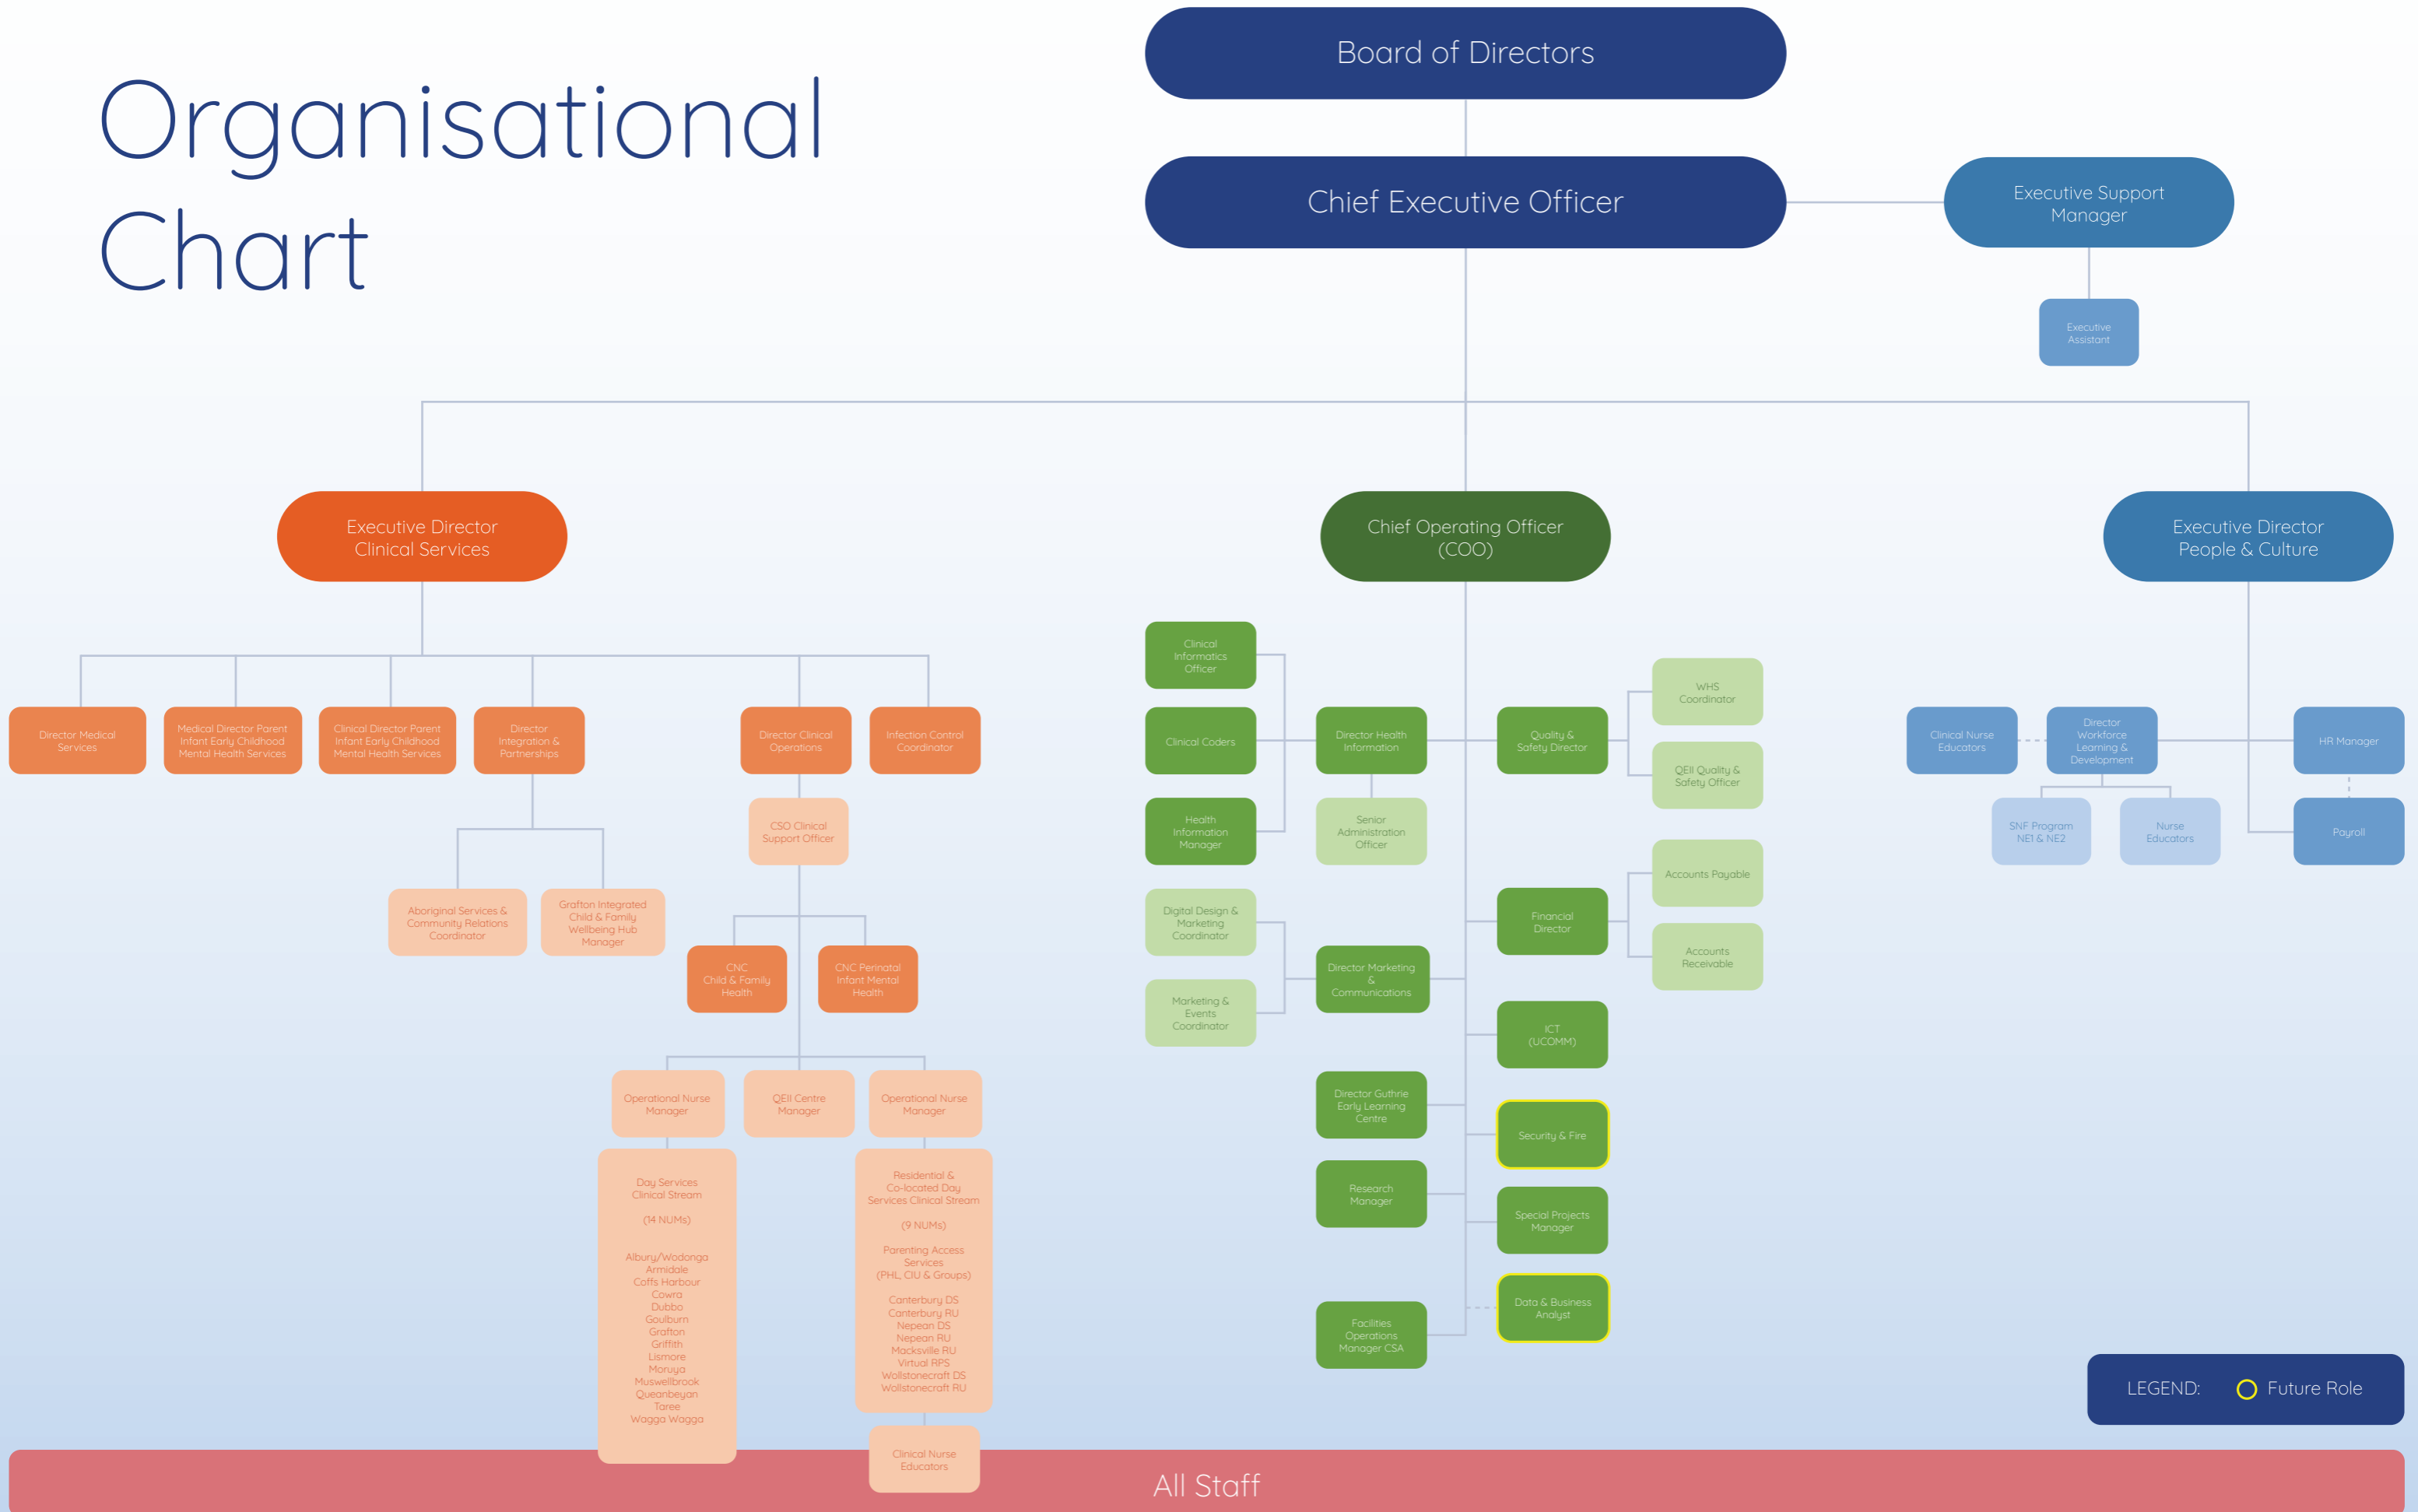 Organisational
Chart
Board of Directors
Chief Executive Officer
Executive Support
Manager
Executive
Assistant
Executive Director
Clinical Services
Chief Operating Officer
(COO)
Executive Director
People & Culture
Director Medical
Services
Medical Director Parent
Infant Early Childhood
Mental Health Services
Clinical Director Parent
Infant Early Childhood
Mental Health Services
Director
Integration &
Partnerships
Director Clinical
Operations
Infection Control
Coordinator
CSO Clinical
Support Officer
Aboriginal Services &
Community Relations
Coordinator
Grafton Integrated
Child & Family
Wellbeing Hub
Manager
CNC
Child & Family
Health
CNC Perinatal
Infant Mental
Health
Operational Nurse
Manager
QEII Centre
Manager
Operational Nurse
Manager
Day Services
Clinical Stream
(14 NUMs)
Albury/Wodonga
Armidale
Coffs Harbour
Cowra
Dubbo
Goulburn
Grafton
Griffith
Lismore
Moruya
Muswellbrook
Queanbeyan
Taree
Wagga Wagga
Residential &
Co-located Day
Services Clinical Stream
(9 NUMs)
Parenting Access
Services
(PHL, CIU & Groups)
Canterbury DS
Canterbury RU
Nepean DS
Nepean RU
Macksville RU
Virtual RPS
Wollstonecraft DS
Wollstonecraft RU
Clinical Nurse
Educators
Clinical
Informatics
Officer
Clinical Coders
Health
Information
Manager
Director Health
Information
Senior
Administration
Officer
Quality &
Safety Director
WHS
Coordinator
QEII Quality &
Safety Officer
Digital Design &
Marketing
Coordinator
Marketing &
Events
Coordinator
Director Marketing
&
Communications
Financial
Director
Accounts Payable
Accounts
Receivable
ICT
(UCOMM)
Director Guthrie
Early Learning
Centre
Security & Fire
Research
Manager
Special Projects
Manager
Data & Business
Analyst
Facilities
Operations
Manager CSA
Clinical Nurse
Educators
Director
Workforce
Learning &
Development
HR Manager
SNF Program
NE1 & NE2
Nurse
Educators
Payroll
LEGEND:
Future Role
All Staff